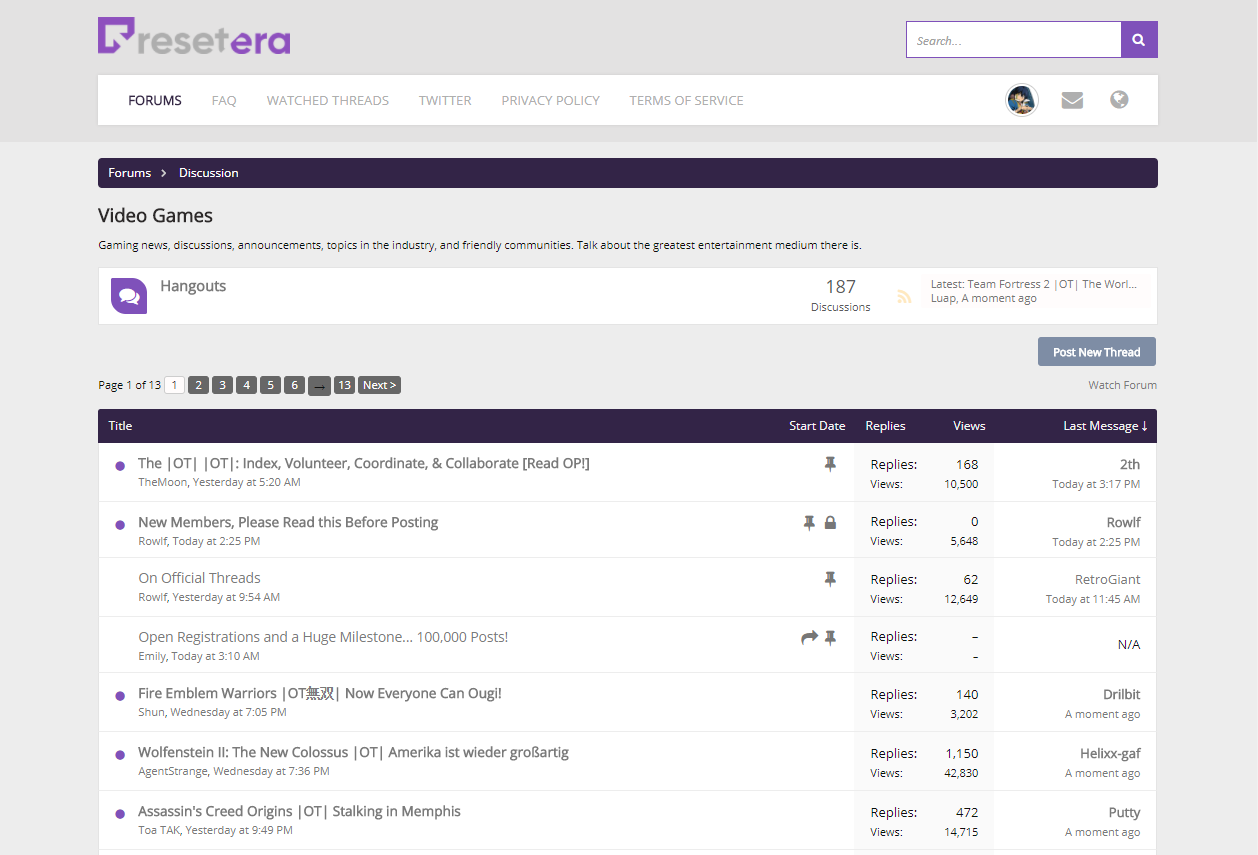 resetera
Search...
FORUMS FAQ WATCHED THREADS TWITTER PRIVACY POLICY TERMS OF SERVICE
Forums > Discussion
Video Games
Gaming news, discussions, announcements, topics in the industry, and friendly communities. Talk about the greatest entertainment medium there is.
Hangouts
187
Discussions
Latest: Team Fortress 2 |OT| The Worl...
Luap, A moment ago
Post New Thread
Page 1 of 13 1 2 3 4 5 6 → 13 Next >
Watch Forum
Title Start Date Replies Views Last Message ↓
The |OT| |OT|: Index, Volunteer, Coordinate, & Collaborate [Read OP!]
TheMoon, Yesterday at 5:20 AM
Replies: 168
Views: 10,500
2th
Today at 3:17 PM
New Members, Please Read this Before Posting
Rowlf, Today at 2:25 PM
Replies: 0
Views: 5,648
Rowlf
Today at 2:25 PM
On Official Threads
Rowlf, Yesterday at 9:54 AM
Replies: 62
Views: 12,649
RetroGiant
Today at 11:45 AM
Open Registrations and a Huge Milestone... 100,000 Posts!
Emily, Today at 3:10 AM
Replies: –
Views: –
N/A
Fire Emblem Warriors |OT無双| Now Everyone Can Ougi!
Shun, Wednesday at 7:05 PM
Replies: 140
Views: 3,202
Drilbit
A moment ago
Wolfenstein II: The New Colossus |OT| Amerika ist wieder großartig
AgentStrange, Wednesday at 7:36 PM
Replies: 1,150
Views: 42,830
Helixx-gaf
A moment ago
Assassin's Creed Origins |OT| Stalking in Memphis
Toa TAK, Yesterday at 9:49 PM
Replies: 472
Views: 14,715
Putty
A moment ago